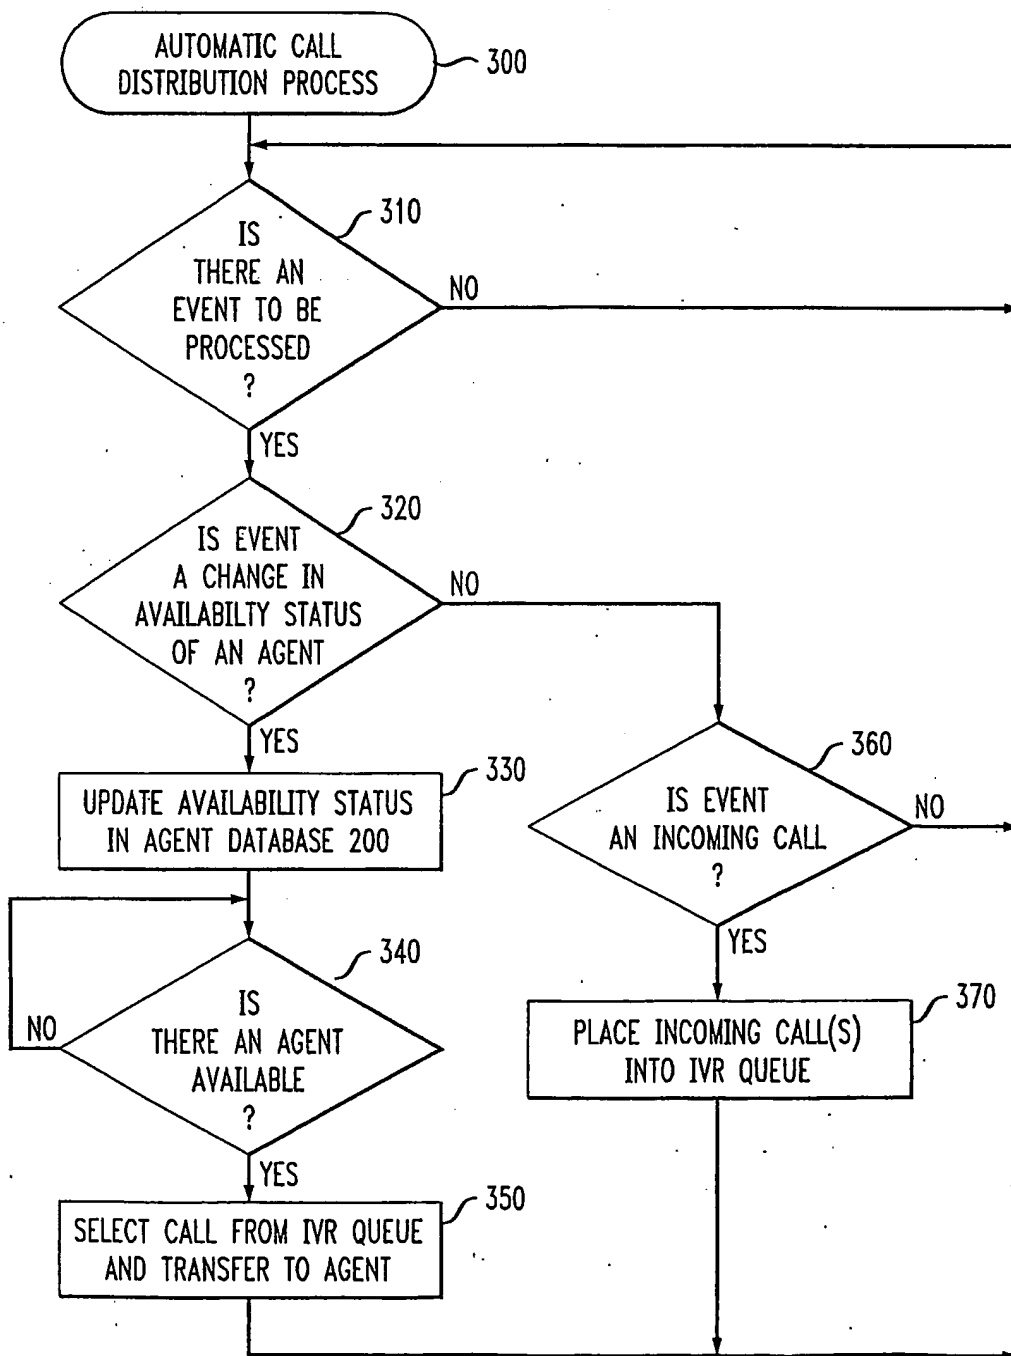 AUTOMATIC CALL
DISTRIBUTION PROCESS
300
310
IS
THERE AN
EVENT TO BE
PROCESSED
?
NO
YES
320
IS EVENT
A CHANGE IN
AVAILABILTY STATUS
OF AN AGENT
?
NO
YES
330
UPDATE AVAILABILITY STATUS
IN AGENT DATABASE 200
360
IS EVENT
AN INCOMING CALL
?
NO
YES
340
IS
THERE AN AGENT
AVAILABLE
?
NO
YES
370
PLACE INCOMING CALL(S)
INTO IVR QUEUE
350
SELECT CALL FROM IVR QUEUE
AND TRANSFER TO AGENT